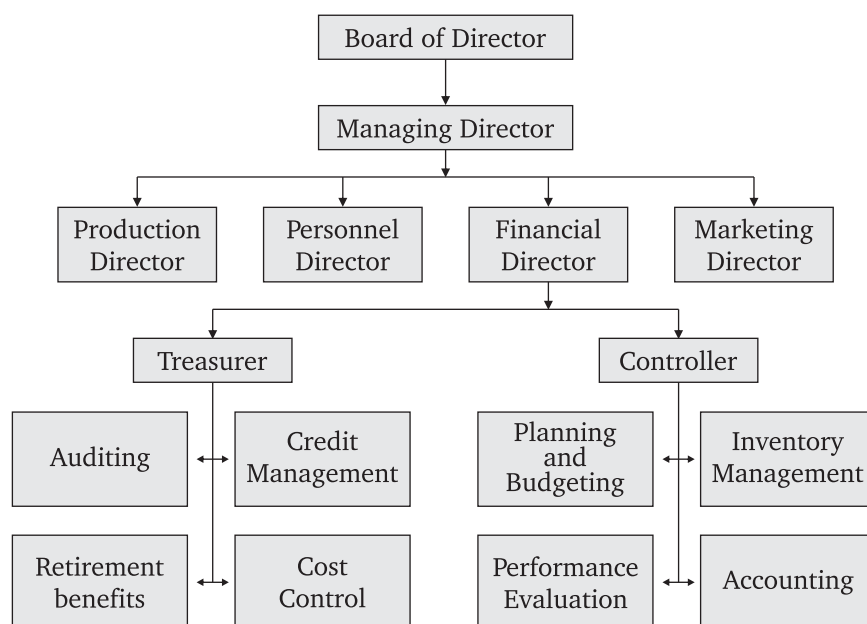 Board of Director
Managing Director
Production
Director
Personnel
Director
Financial
Director
Marketing
Director
Treasurer
Controller
Auditing
Credit
Management
Planning
and
Budgeting
Inventory
Management
Retirement
benefits
Cost
Control
Performance
Evaluation
Accounting